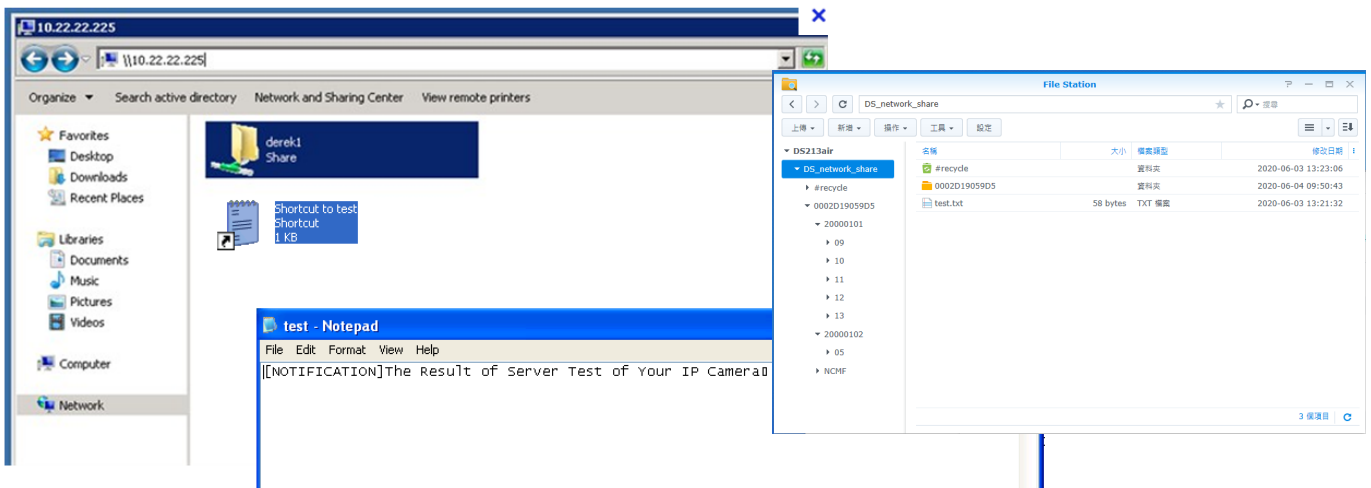 10.22.22.225
\\10.22.22.225
Organize Search active directory Network and Sharing Center View remote printers
Favorites
Desktop
Downloads
Recent Places
Libraries
Documents
Music
Pictures
Videos
Computer
Network
derek1
Share
Shortcut to test
Shortcut
1 KB
test - Notepad
File Edit Format View Help
[NOTIFICATION]The Result of Server Test of Your IP Camera
File Station
DS_network_share
搜尋
上傳 新增 操作 工具 設定
DS213air
DS_network_share
#recycle
0002D19059D5
20000101
09
10
11
12
13
20000102
05
NCMF
名稱 大小 檔案類型 修改日期
#recycle 資料夾 2020-06-03 13:23:06
0002D19059D5 資料夾 2020-06-04 09:50:43
test.txt 58 bytes TXT 檔案 2020-06-03 13:21:32
3 個項目